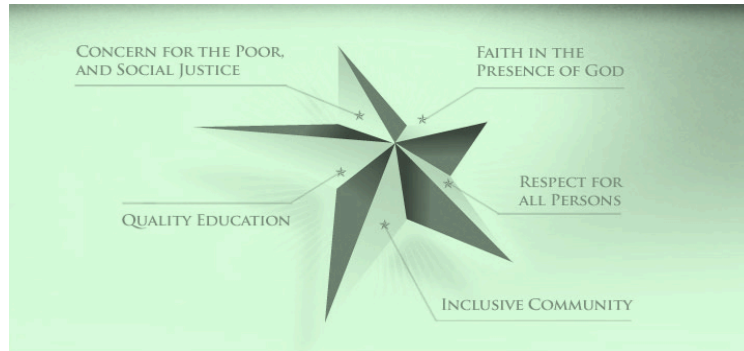 CONCERN FOR THE POOR,
AND SOCIAL JUSTICE
FAITH IN THE
PRESENCE OF GOD
RESPECT FOR
ALL PERSONS
QUALITY EDUCATION
INCLUSIVE COMMUNITY